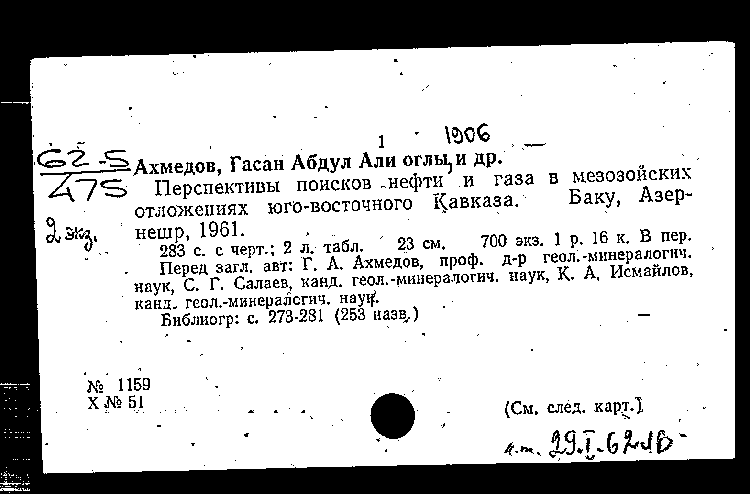 1 1906
62-5 Ахмедов, Гасан Абдул Али оглы, и др.
475 Перспективы поисков нефти и газа в мезозойских
отложениях юго-восточного Кавказа. Баку, Азер-
2 экз. нешр, 1961.
283 с. с черт.; 2 л. табл. 23 см. 700 экз. 1 р. 16 к. В пер.
Перед загл. авт: Г. А. Ахмедов, проф. д-р геол.-минералогич.
наук, С. Г. Салаев, канд. геол.-минералогич. наук, К. А. Исмайлов,
канд. геол.-минералогич. наук.
Библиогр: с. 273-281 (253 назв.)
№ 1159
X № 51
(См. след. карт.)
29.I.62